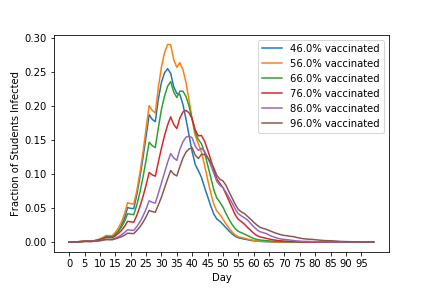 0.30
0.25
0.20
0.15
0.10
0.05
0.00
Fraction of Students Infected
46.0% vaccinated
56.0% vaccinated
66.0% vaccinated
76.0% vaccinated
86.0% vaccinated
96.0% vaccinated
0 5 10 15 20 25 30 35 40 45 50 55 60 65 70 75 80 85 90 95
Day